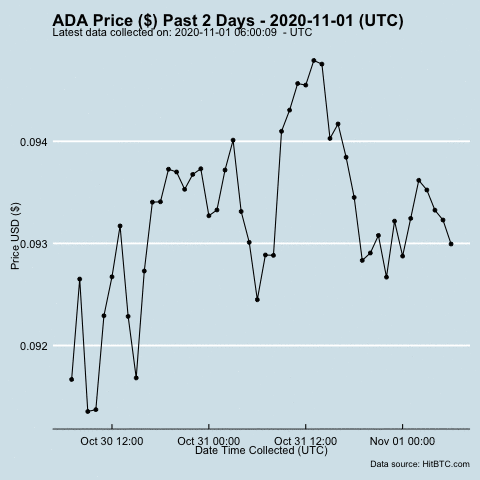 ADA Price ($) Past 2 Days - 2020-11-01 (UTC)
Latest data collected on: 2020-11-01 06:00:09  - UTC
0.094
0.093
0.092
Price USD ($)
Oct 30 12:00 Oct 31 00:00 Oct 31 12:00 Nov 01 00:00
Date Time Collected (UTC)
Data source: HitBTC.com